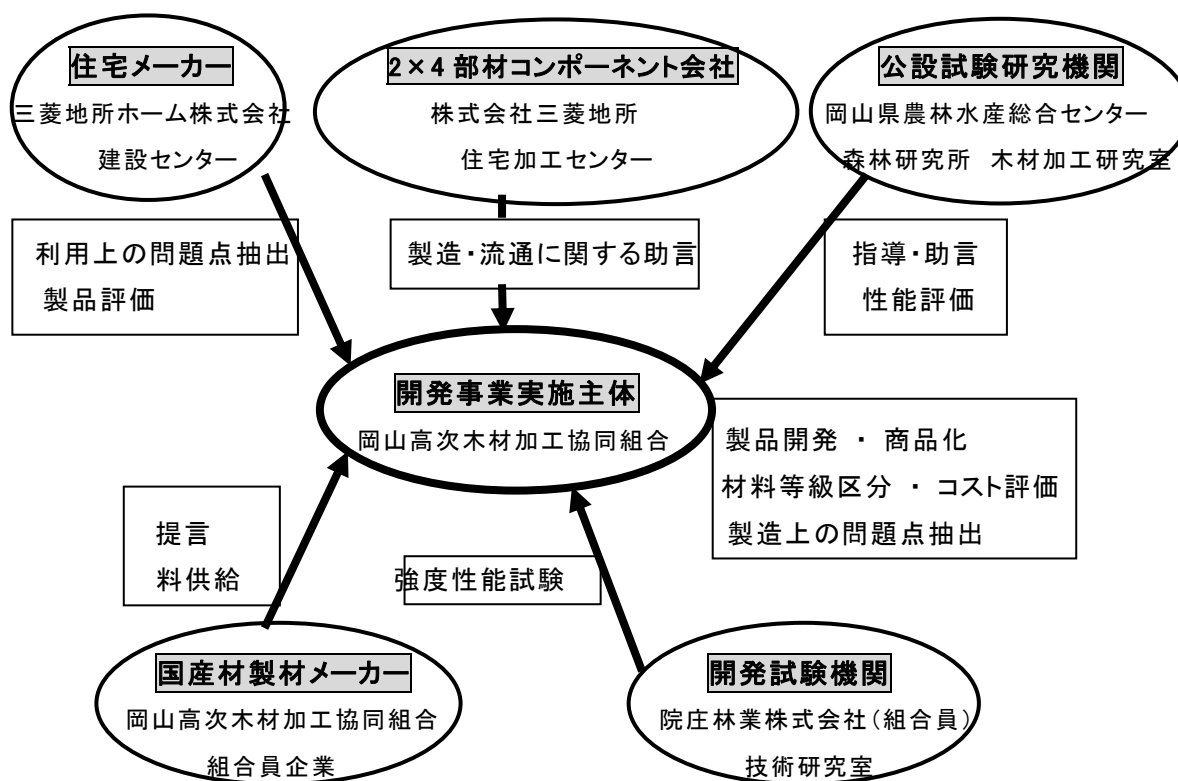 住宅メーカー
三菱地所ホーム株式会社
建設センター
2×4 部材コンポーネント会社
株式会社三菱地所
住宅加工センター
公設試験研究機関
岡山県農林水産総合センター
森林研究所 木材加工研究室
利用上の問題点抽出
製品評価
製造・流通に関する助言
指導・助言
性能評価
開発事業実施主体
岡山高次木材加工協同組合
製品開発 ・ 商品化
材料等級区分 ・ コスト評価
製造上の問題点抽出
提言
料供給
強度性能試験
国産材製材メーカー
岡山高次木材加工協同組合
組合員企業
開発試験機関
院庄林業株式会社(組合員)
技術研究室